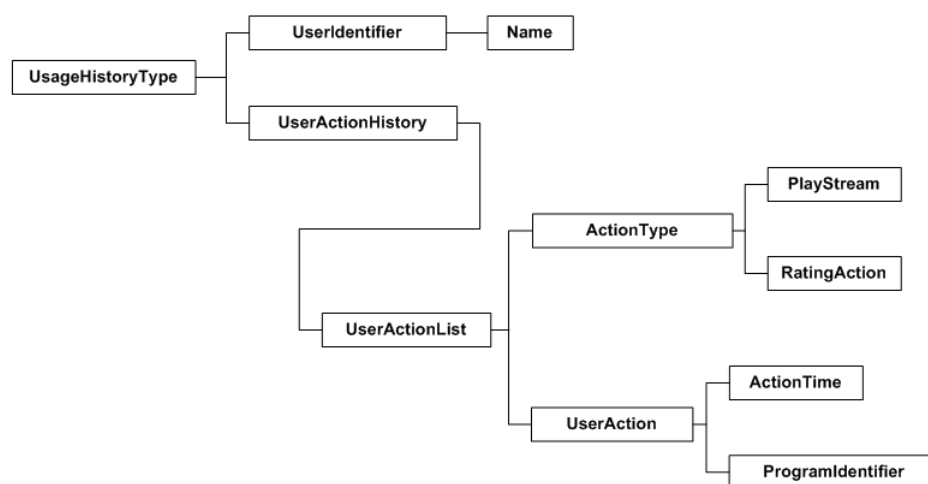 UserIdentifier
Name
UsageHistoryType
UserActionHistory
PlayStream
ActionType
RatingAction
UserActionList
ActionTime
UserAction
ProgramIdentifier